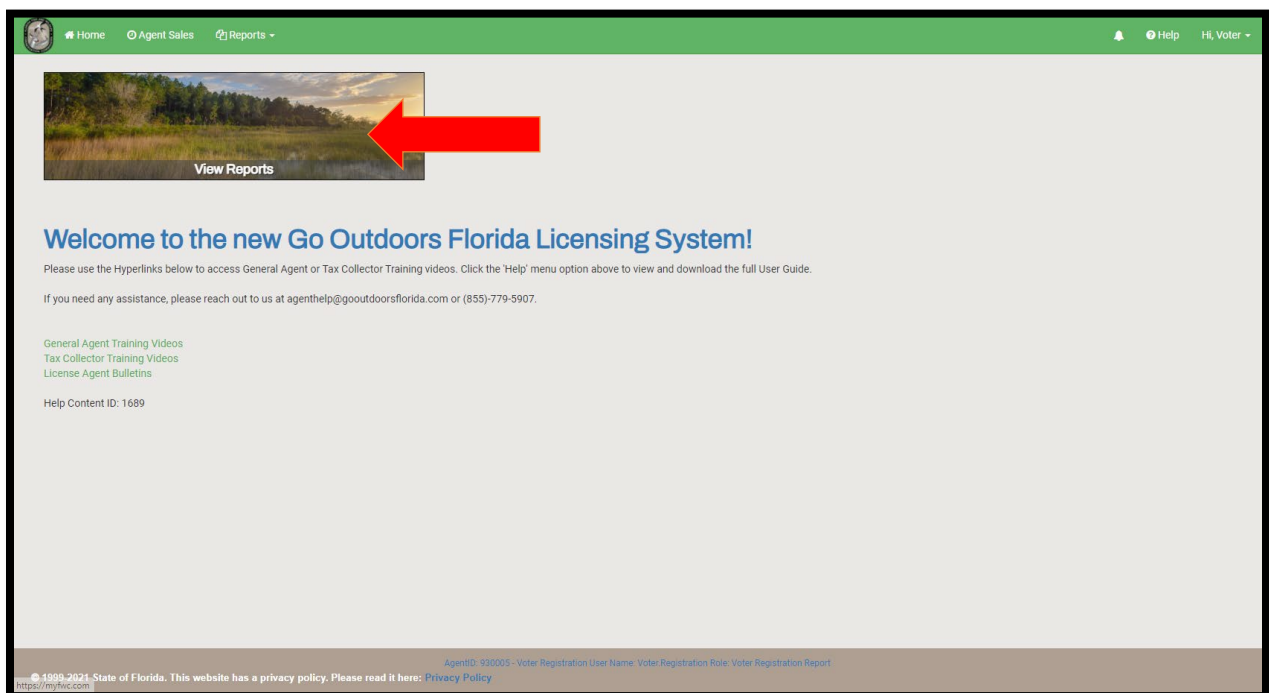 Home Agent Sales Reports Help Hi, Voter
View Reports
Welcome to the new Go Outdoors Florida Licensing System!
Please use the Hyperlinks below to access General Agent or Tax Collector Training videos. Click the 'Help' menu option above to view and download the full User Guide.
If you need any assistance, please reach out to us at agenthelp@gooutdoorsflorida.com or (855)-779-5907.
General Agent Training Videos
Tax Collector Training Videos
License Agent Bulletins
Help Content ID: 1689
AgentID: 930005 - Voter Registration User Name: Voter.Registration Role: Voter Registration Report
© 1999-2021 State of Florida. This website has a privacy policy. Please read it here: Privacy Policy
https://myfwc.com